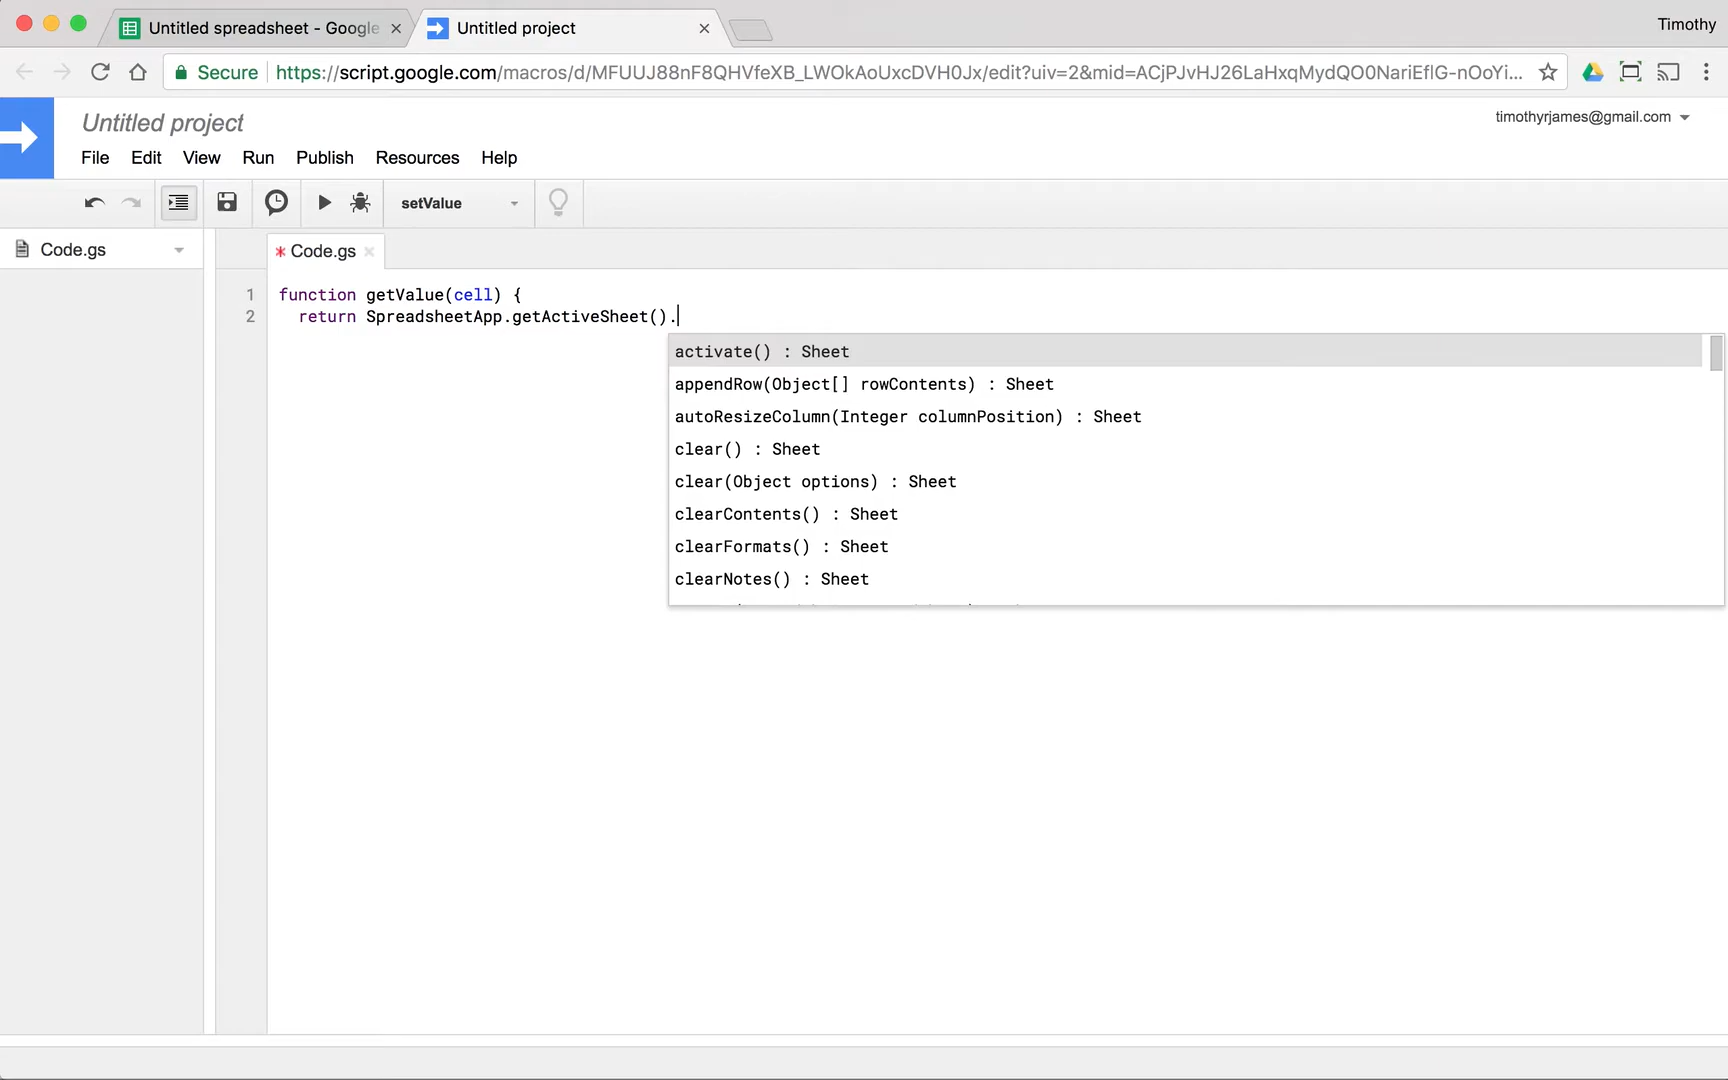 Untitled spreadsheet - Google
Untitled project
Timothy
Secure
https://script.google.com/macros/d/MFUUJ88nF8QHVfeXB_LWOkAoUxcDVH0Jx/edit?uiv=2&mid=ACjPJvHJ26LaHxqMydQO0NariEflG-nOoYi...
Untitled project
timothyrjames@gmail.com
File Edit View Run Publish Resources Help
setValue
Code.gs
* Code.gs
1 function getValue(cell) {
2 return SpreadsheetApp.getActiveSheet().
activate() : Sheet
appendRow(Object[] rowContents) : Sheet
autoResizeColumn(Integer columnPosition) : Sheet
clear() : Sheet
clear(Object options) : Sheet
clearContents() : Sheet
clearFormats() : Sheet
clearNotes() : Sheet